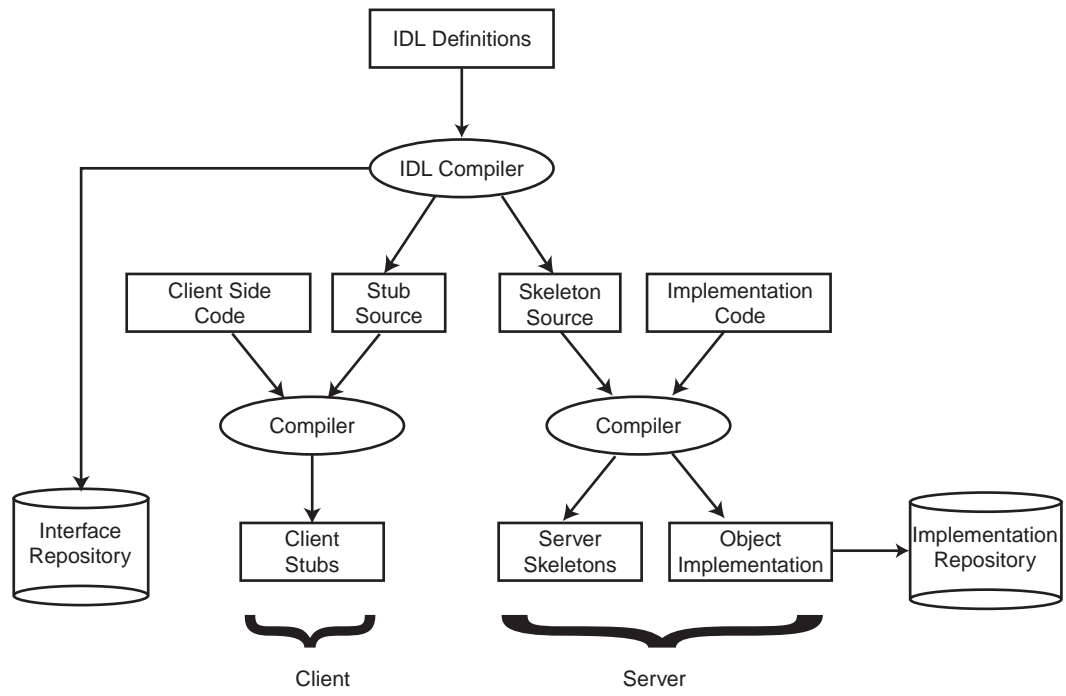 IDL Definitions
IDL Compiler
Client Side
Code
Stub
Source
Skeleton
Source
Implementation
Code
Compiler
Compiler
Interface
Repository
Client
Stubs
Server
Skeletons
Object
Implementation
Implementation
Repository
Client
Server